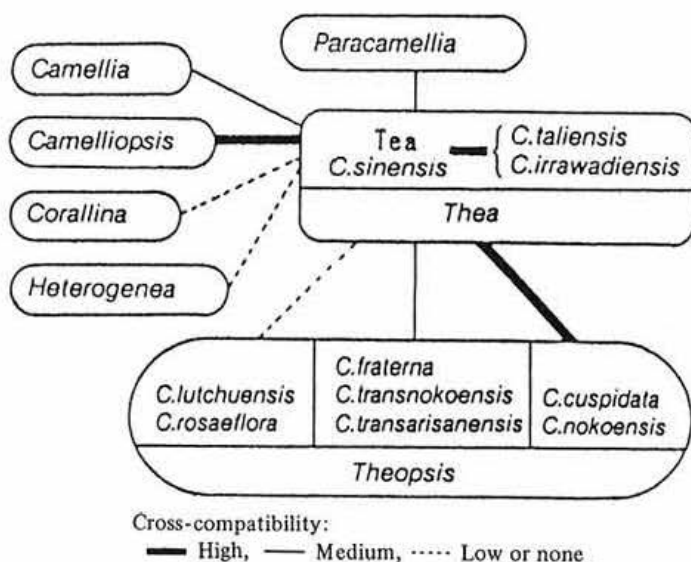 Paracamellia
Camellia
Camelliopsis
Corallina
Heterogenea
Tea
C.sinensis
C.taliensis
C.irrawadiensis
Thea
C.lutchuensis
C.rosaeflora
C.fraterna
C.transnokoensis
C.transarisanensis
C.cuspidata
C.nokoensis
Theopsis
Cross-compatibility:
High, Medium, Low or none